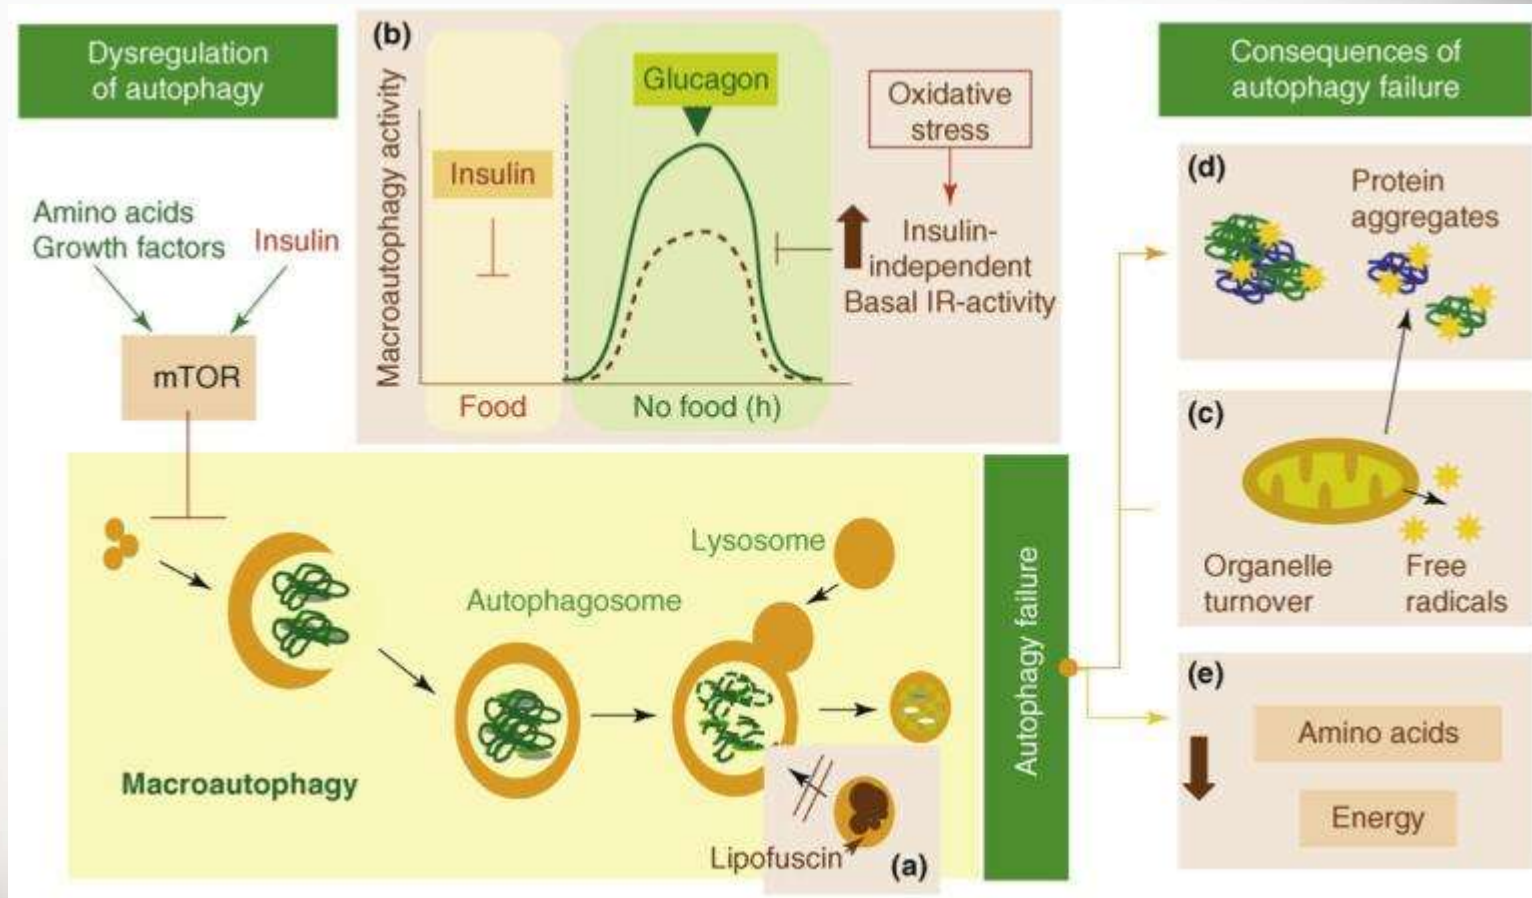 Dysregulation
of autophagy
Amino acids
Growth factors
Insulin
mTOR
(b)
Macroautophagy activity
Insulin
Food
Glucagon
No food (h)
Oxidative
stress
Insulin-
independent
Basal IR-activity
Lysosome
Autophagosome
Macroautophagy
Lipofuscin
(a)
Autophagy failure
Consequences of
autophagy failure
(d)
Protein
aggregates
(c)
Organelle
turnover
Free
radicals
(e)
Amino acids
Energy